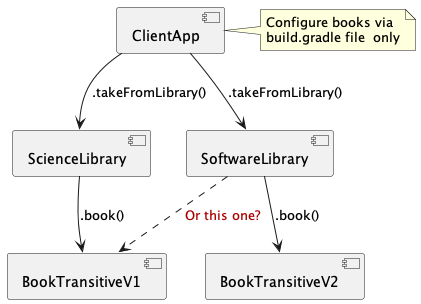 ClientApp
Configure books via
build.gradle file  only
.takeFromLibrary()
.takeFromLibrary()
ScienceLibrary
SoftwareLibrary
.book()
Or this one?
.book()
BookTransitiveV1
BookTransitiveV2